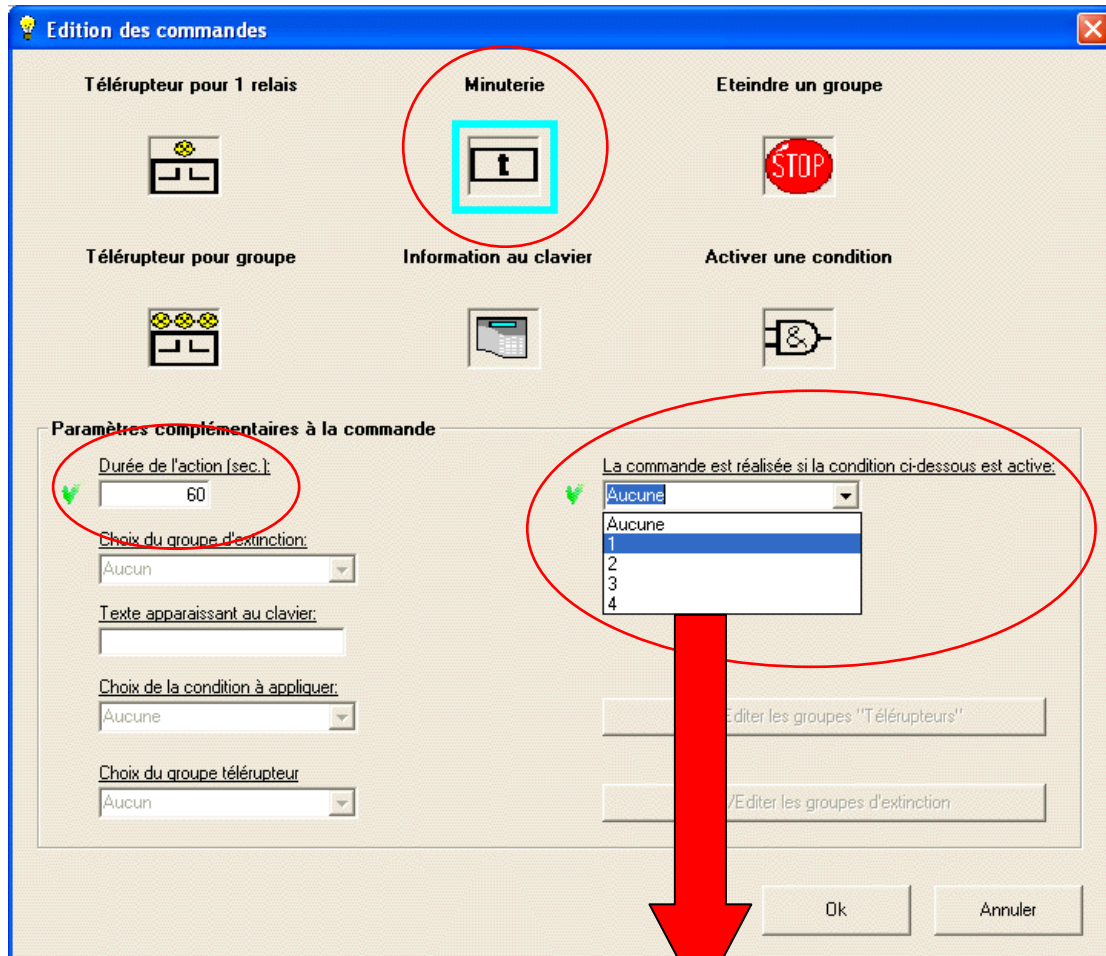 Edition des commandes
Télérupteur pour 1 relais
Minuterie
Eteindre un groupe
t
STOP
Télérupteur pour groupe
Information au clavier
Activer une condition
&
Paramètres complémentaires à la commande
Durée de l'action (sec.):
60
La commande est réalisée si la condition ci-dessous est active:
Aucune
Aucune
1
2
3
4
Choix du groupe d'extinction:
Aucun
Texte apparaissant au clavier:
Choix de la condition à appliquer:
Aucune
Editer les groupes "Télérupteurs"
Choix du groupe télérupteur
Aucun
/Editer les groupes d'extinction
Ok
Annuler